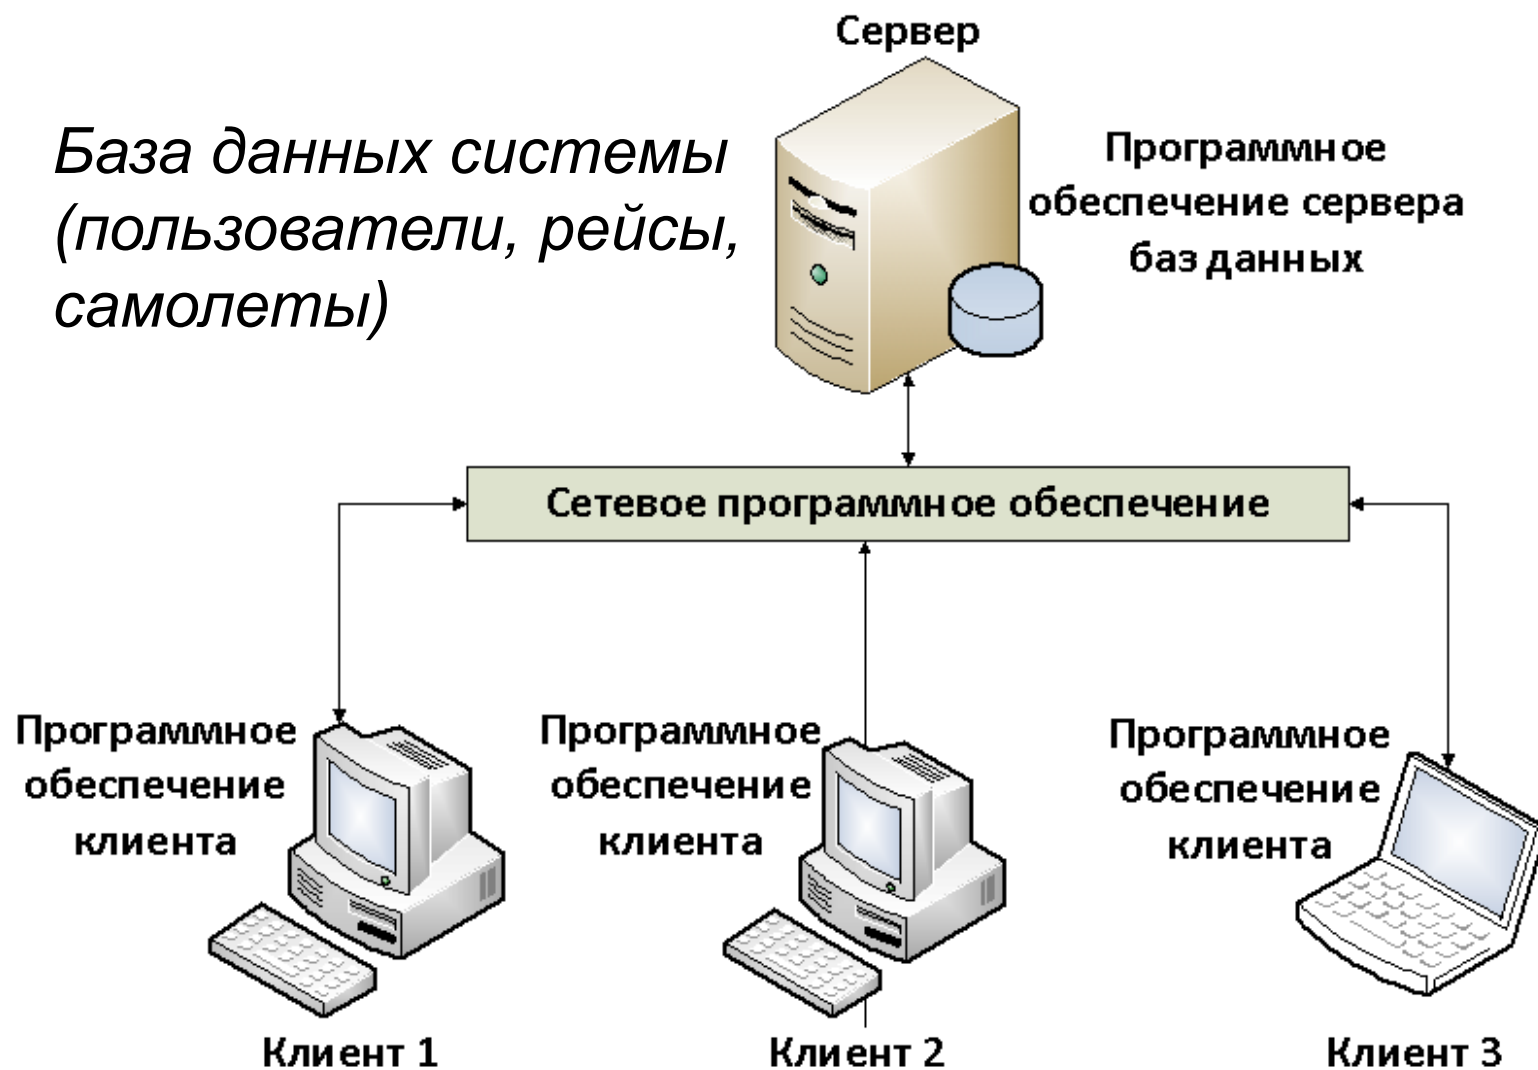 Сервер
База данных системы
(пользователи, рейсы,
самолеты)
Программное
обеспечение сервера
баз данных
Сетевое программное обеспечение
Программное
обеспечение
клиента
Программное
обеспечение
клиента
Программное
обеспечение
клиента
Клиент 1
Клиент 2
Клиент 3